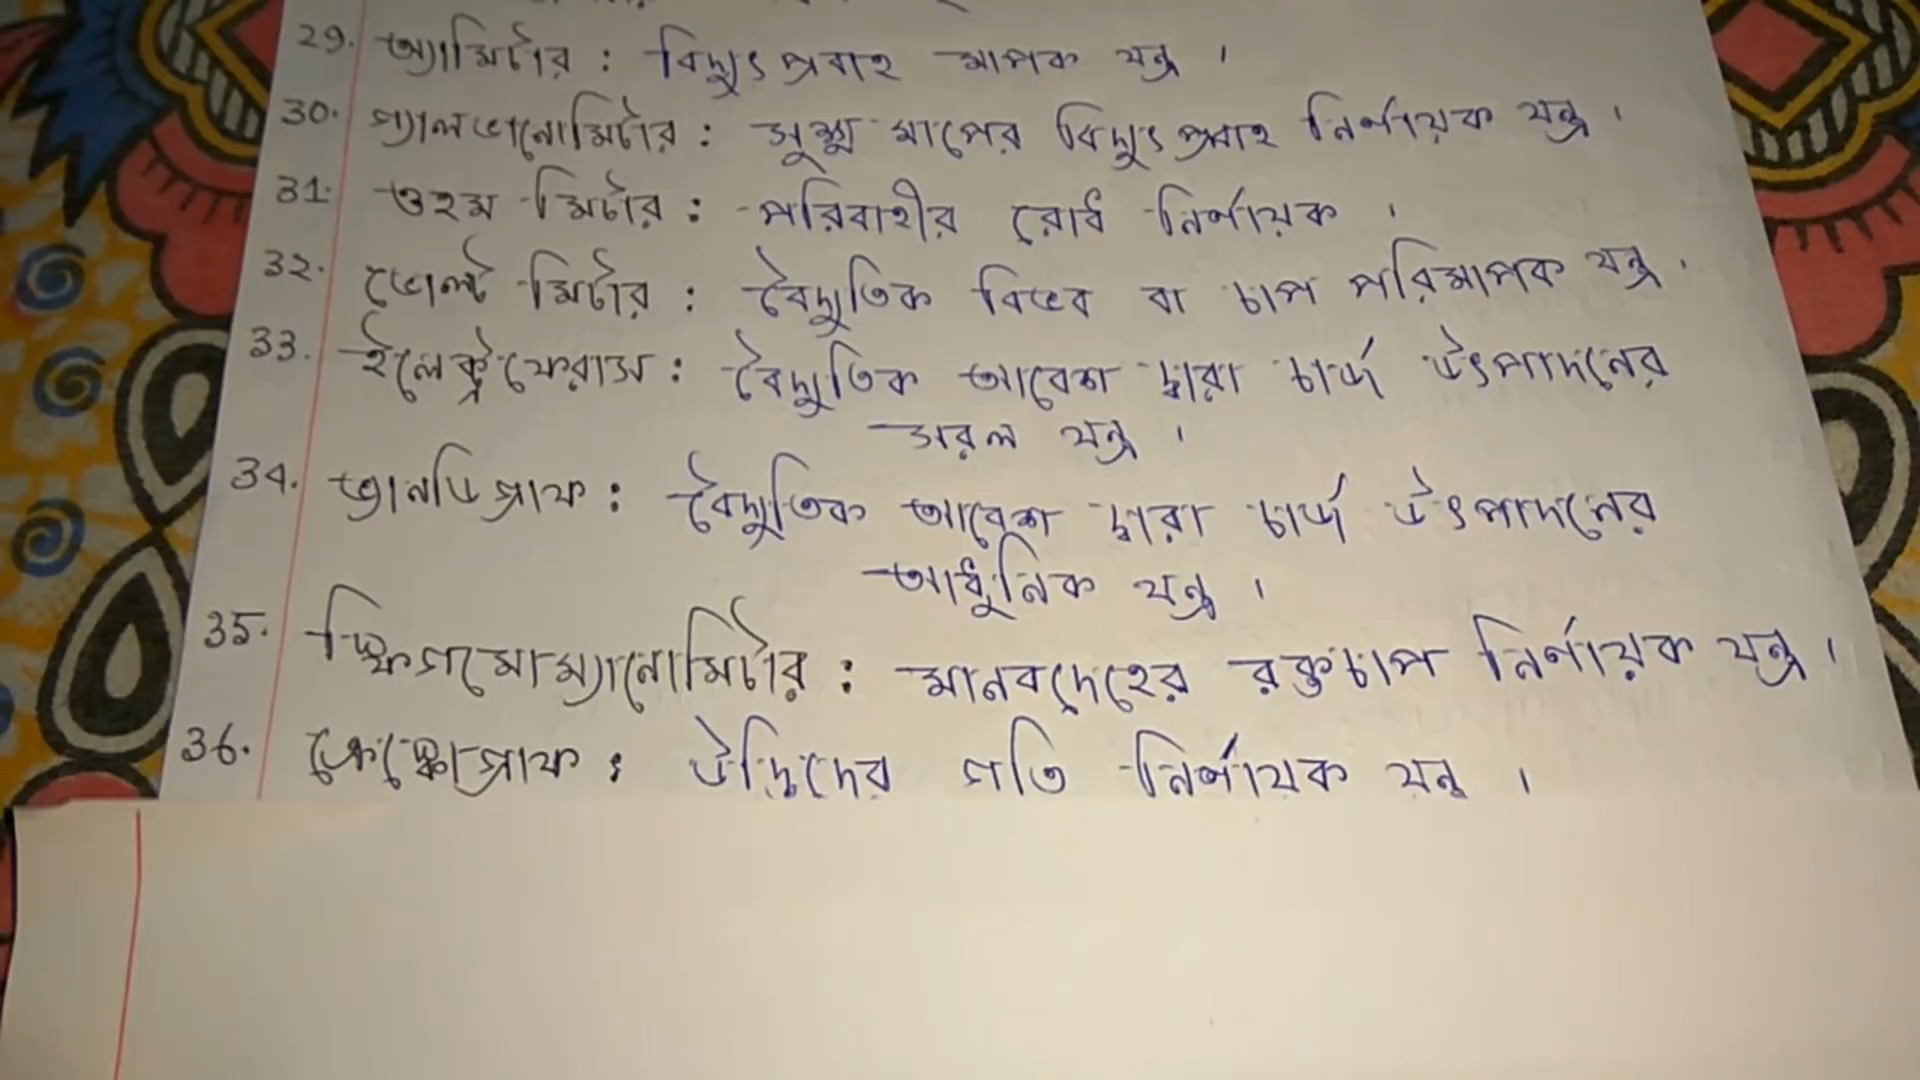 29. অ্যামিটার : বিদ্যুৎ প্রবাহ মাপক যন্ত্র ।
30. গ্যালভানোমিটার : সূক্ষ্ম মাপের বিদ্যুৎ প্রবাহ নির্ণায়ক যন্ত্র ।
31. ওহম মিটার : পরিবাহীর রোধ নির্ণায়ক ।
32. ভোল্ট মিটার : বৈদ্যুতিক বিভব বা চাপ পরিমাপক যন্ত্র ।
33. ইলেকট্রফেরাস : বৈদ্যুতিক আবেশ দ্বারা চার্জ উৎপাদনের
সরল যন্ত্র ।
34. ভ্যানডিগ্রাফ : বৈদ্যুতিক আবেশ দ্বারা চার্জ উৎপাদনের
আধুনিক যন্ত্র ।
35. স্ফিগমোম্যানোমিটার : মানবদেহের রক্তচাপ নির্ণায়ক যন্ত্র ।
36. ক্রেস্কোগ্রাফ : উদ্ভিদের গতি নির্ণায়ক যন্ত্র ।